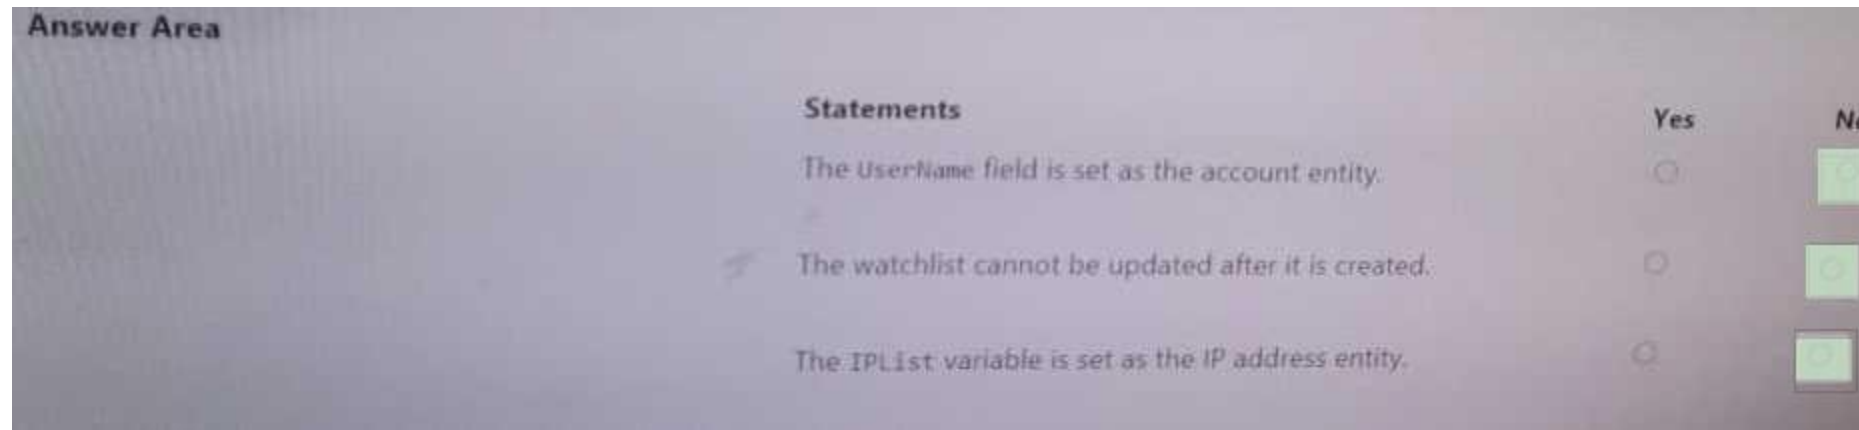 Answer Area
Statements
Yes
The UserName field is set as the account entity.
The watchlist cannot be updated after it is created.
The IPList variable is set as the IP address entity.